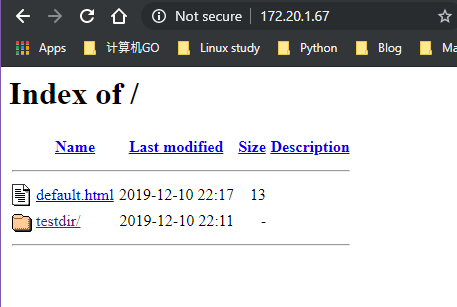 Not secure | 172.20.1.67
Apps 计算机GO Linux study Python Blog Ma
Index of /
Name Last modified Size Description
default.html 2019-12-10 22:17 13
testdir/ 2019-12-10 22:11 -